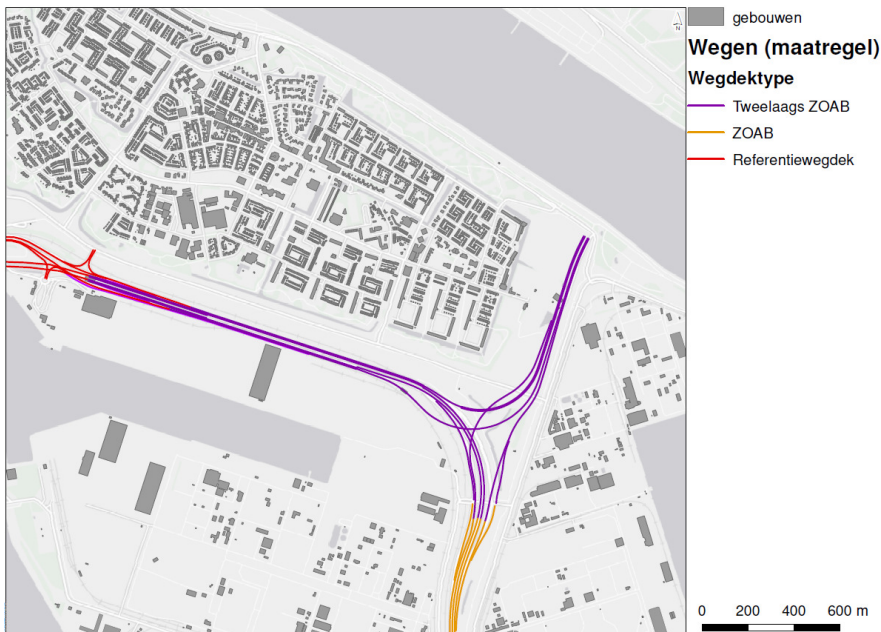 N
gebouwen
Wegen (maatregel)
Wegdektype
Tweelaags ZOAB
ZOAB
Referentiewegdek
0 200 400 600 m